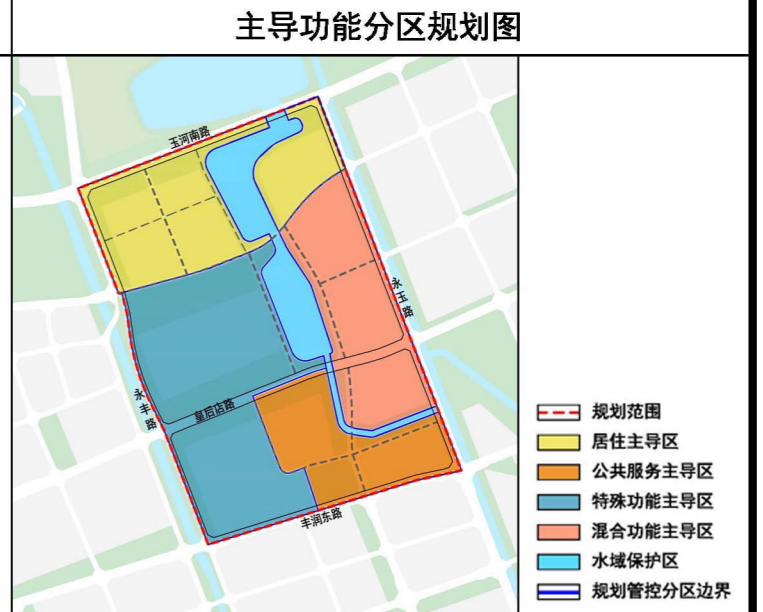 主导功能分区规划图
玉河南路
永玉路
永丰路
皇后店路
丰润东路
规划范围
居住主导区
公共服务主导区
特殊功能主导区
混合功能主导区
水域保护区
规划管控分区边界